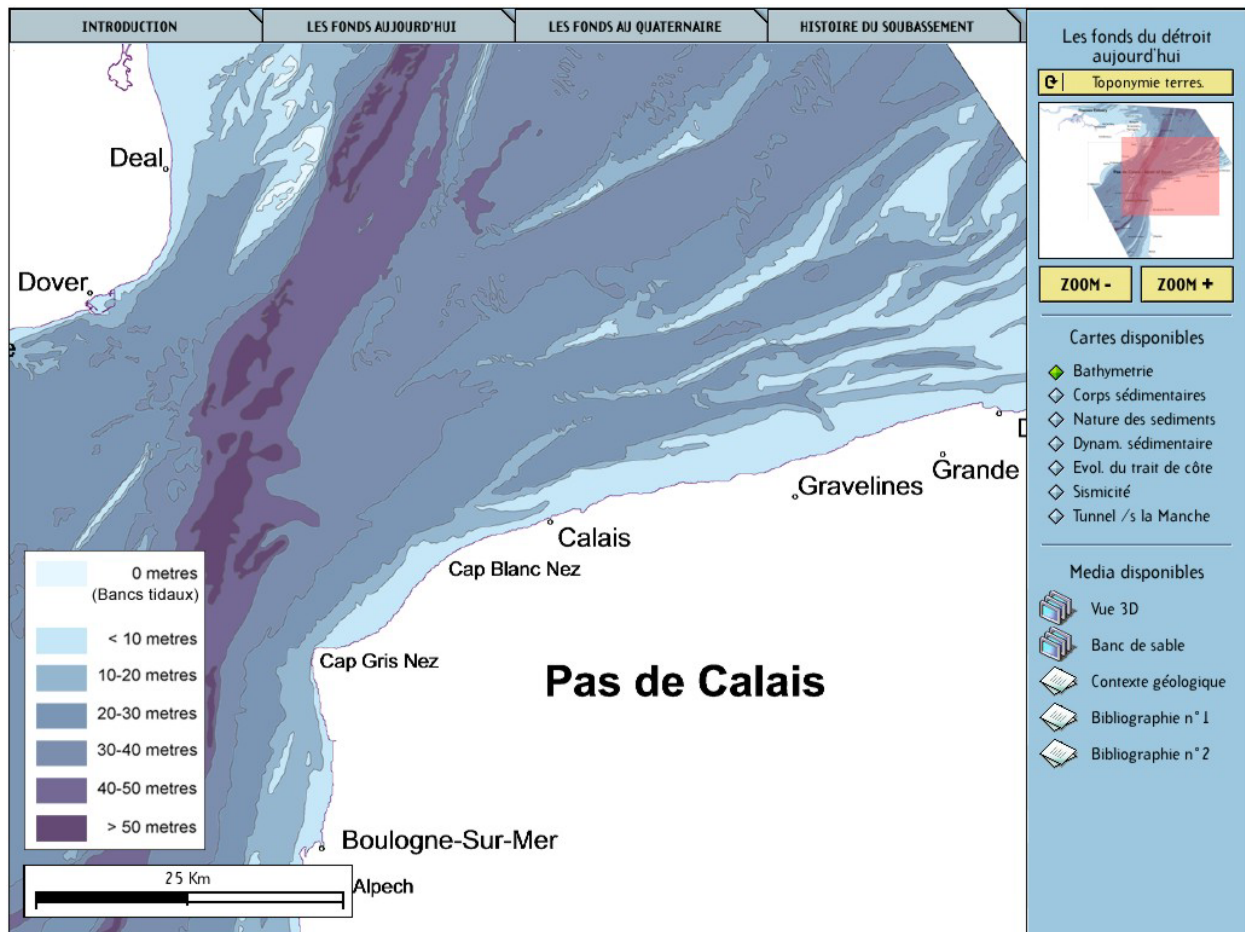 INTRODUCTION
LES FONDS AUJOURD'HUI
LES FONDS AU QUATERNAIRE
HISTOIRE DU SOUBASSEMENT
Deal
Dover
Calais
Gravelines
Grande
Cap Blanc Nez
Cap Gris Nez
Pas de Calais
Boulogne-Sur-Mer
Alpech
0 metres
(Bancs tidaux)
< 10 metres
10-20 metres
20-30 metres
30-40 metres
40-50 metres
> 50 metres
25 Km
Les fonds du détroit
aujourd'hui
Toponymie terres.
ZOOM -
ZOOM +
Cartes disponibles
Bathymetrie
Corps sédimentaires
Nature des sediments
Dynam. sédimentaire
Evol. du trait de côte
Sismicité
Tunnel /s la Manche
Media disponibles
Vue 3D
Banc de sable
Contexte géologique
Bibliographie n°1
Bibliographie n°2